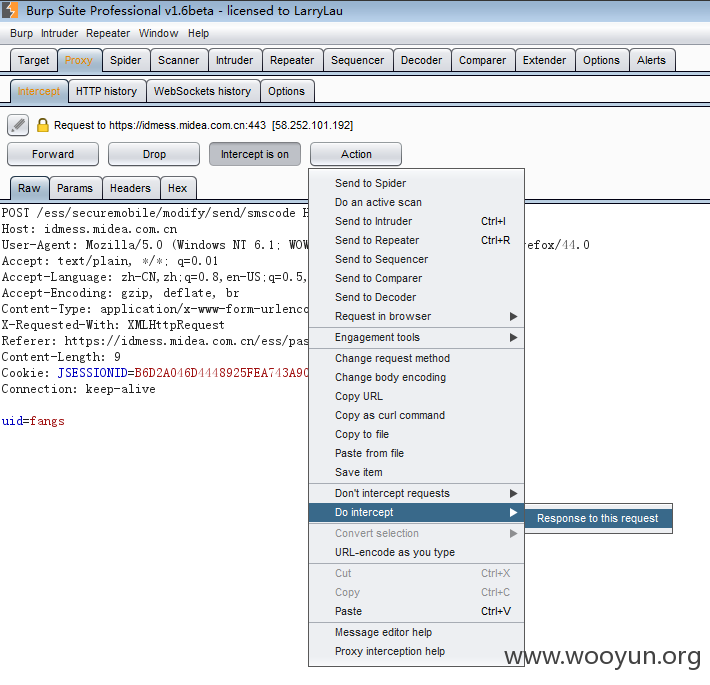 Burp Suite Professional v1.6beta - licensed to LarryLau
Burp Intruder Repeater Window Help
Target Proxy Spider Scanner Intruder Repeater Sequencer Decoder Comparer Extender Options Alerts
Intercept HTTP history WebSockets history Options
Request to https://idmess.midea.com.cn:443 [58.252.101.192]
Forward Drop Intercept is on Action
Raw Params Headers Hex
POST /ess/securemobile/modify/send/smscode
Host: idmess.midea.com.cn
User-Agent: Mozilla/5.0 (Windows NT 6.1; efox/44.0
Accept: text/plain, */*; q=0.01
Accept-Language: zh-CN,zh;q=0.8,en-US;q=0.5,
Accept-Encoding: gzip, deflate, br
Content-Type: application/x-www-form-urlenco
X-Requested-With: XMLHttpRequest
Referer: https://idmess.midea.com.cn/ess/pas
Content-Length: 9
Cookie: JSESSIONID=B6D2A046D4448925FEA743A9
Connection: keep-alive
uid=fangs
Send to Spider
Do an active scan
Send to Intruder Ctrl+I
Send to Repeater Ctrl+R
Send to Sequencer
Send to Comparer
Send to Decoder
Request in browser
Engagement tools
Change request method
Change body encoding
Copy URL
Copy as curl command
Copy to file
Paste from file
Save item
Don't intercept requests
Do intercept
Response to this request
Convert selection
URL-encode as you type
Cut Ctrl+X
Copy Ctrl+C
Paste Ctrl+V
Message editor help
Proxy interception help
www.wooyun.org